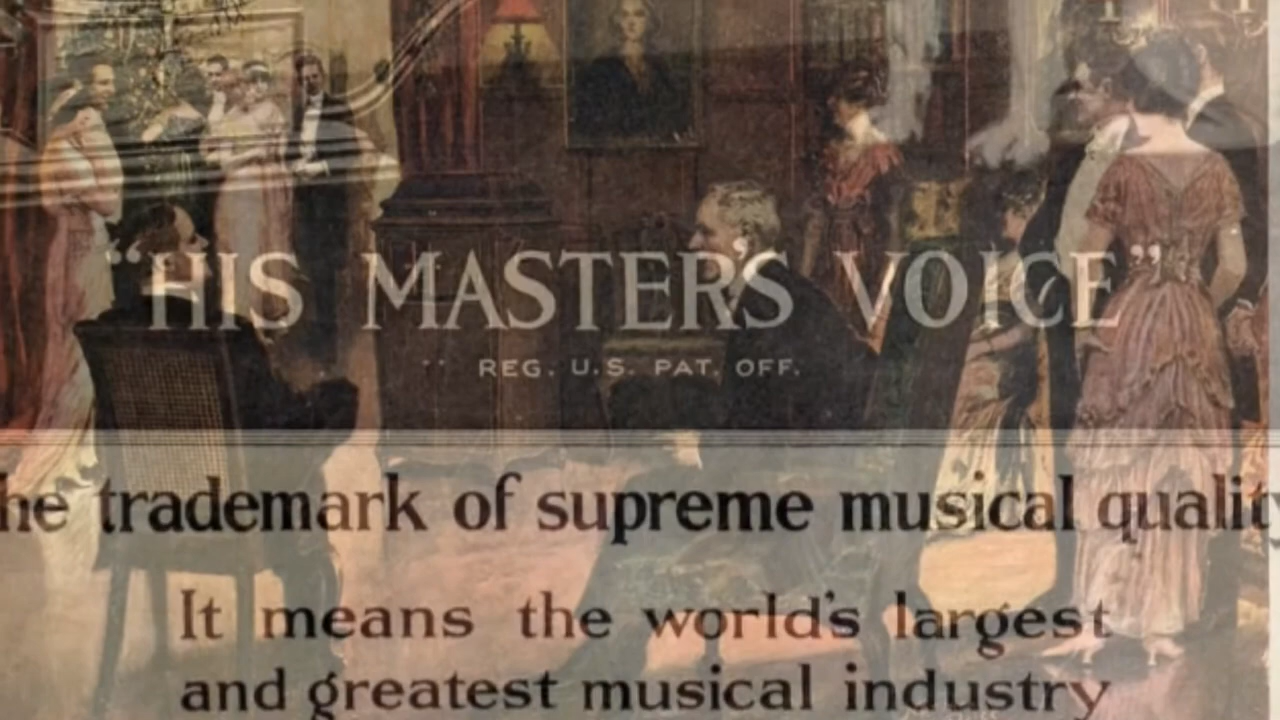 “HIS MASTER'S VOICE”
REG. U.S. PAT. OFF.
he trademark of supreme musical quality
It means the world's largest
and greatest musical industry